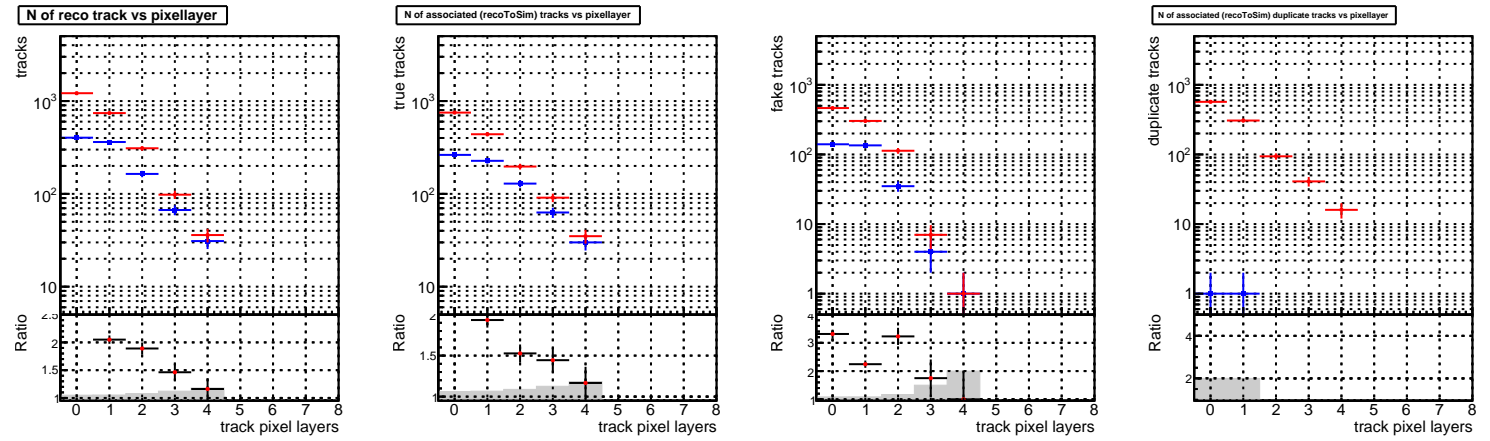 N of reco track vs pixellayer
tracks
10³
10²
10
Ratio
2.5
2
1.5
1
0 1 2 3 4 5 6 7 8
track pixel layers
N of associated (recoToSim) tracks vs pixellayer
true tracks
10³
10²
10
Ratio
2
1.5
1
0 1 2 3 4 5 6 7 8
track pixel layers
fake tracks
10³
10²
10
1
Ratio
4
3
2
1
0 1 2 3 4 5 6 7 8
track pixel layers
N of associated (recoToSim) duplicate tracks vs pixellayer
duplicate tracks
10³
10²
10
1
Ratio
4
2
0 1 2 3 4 5 6 7 8
track pixel layers